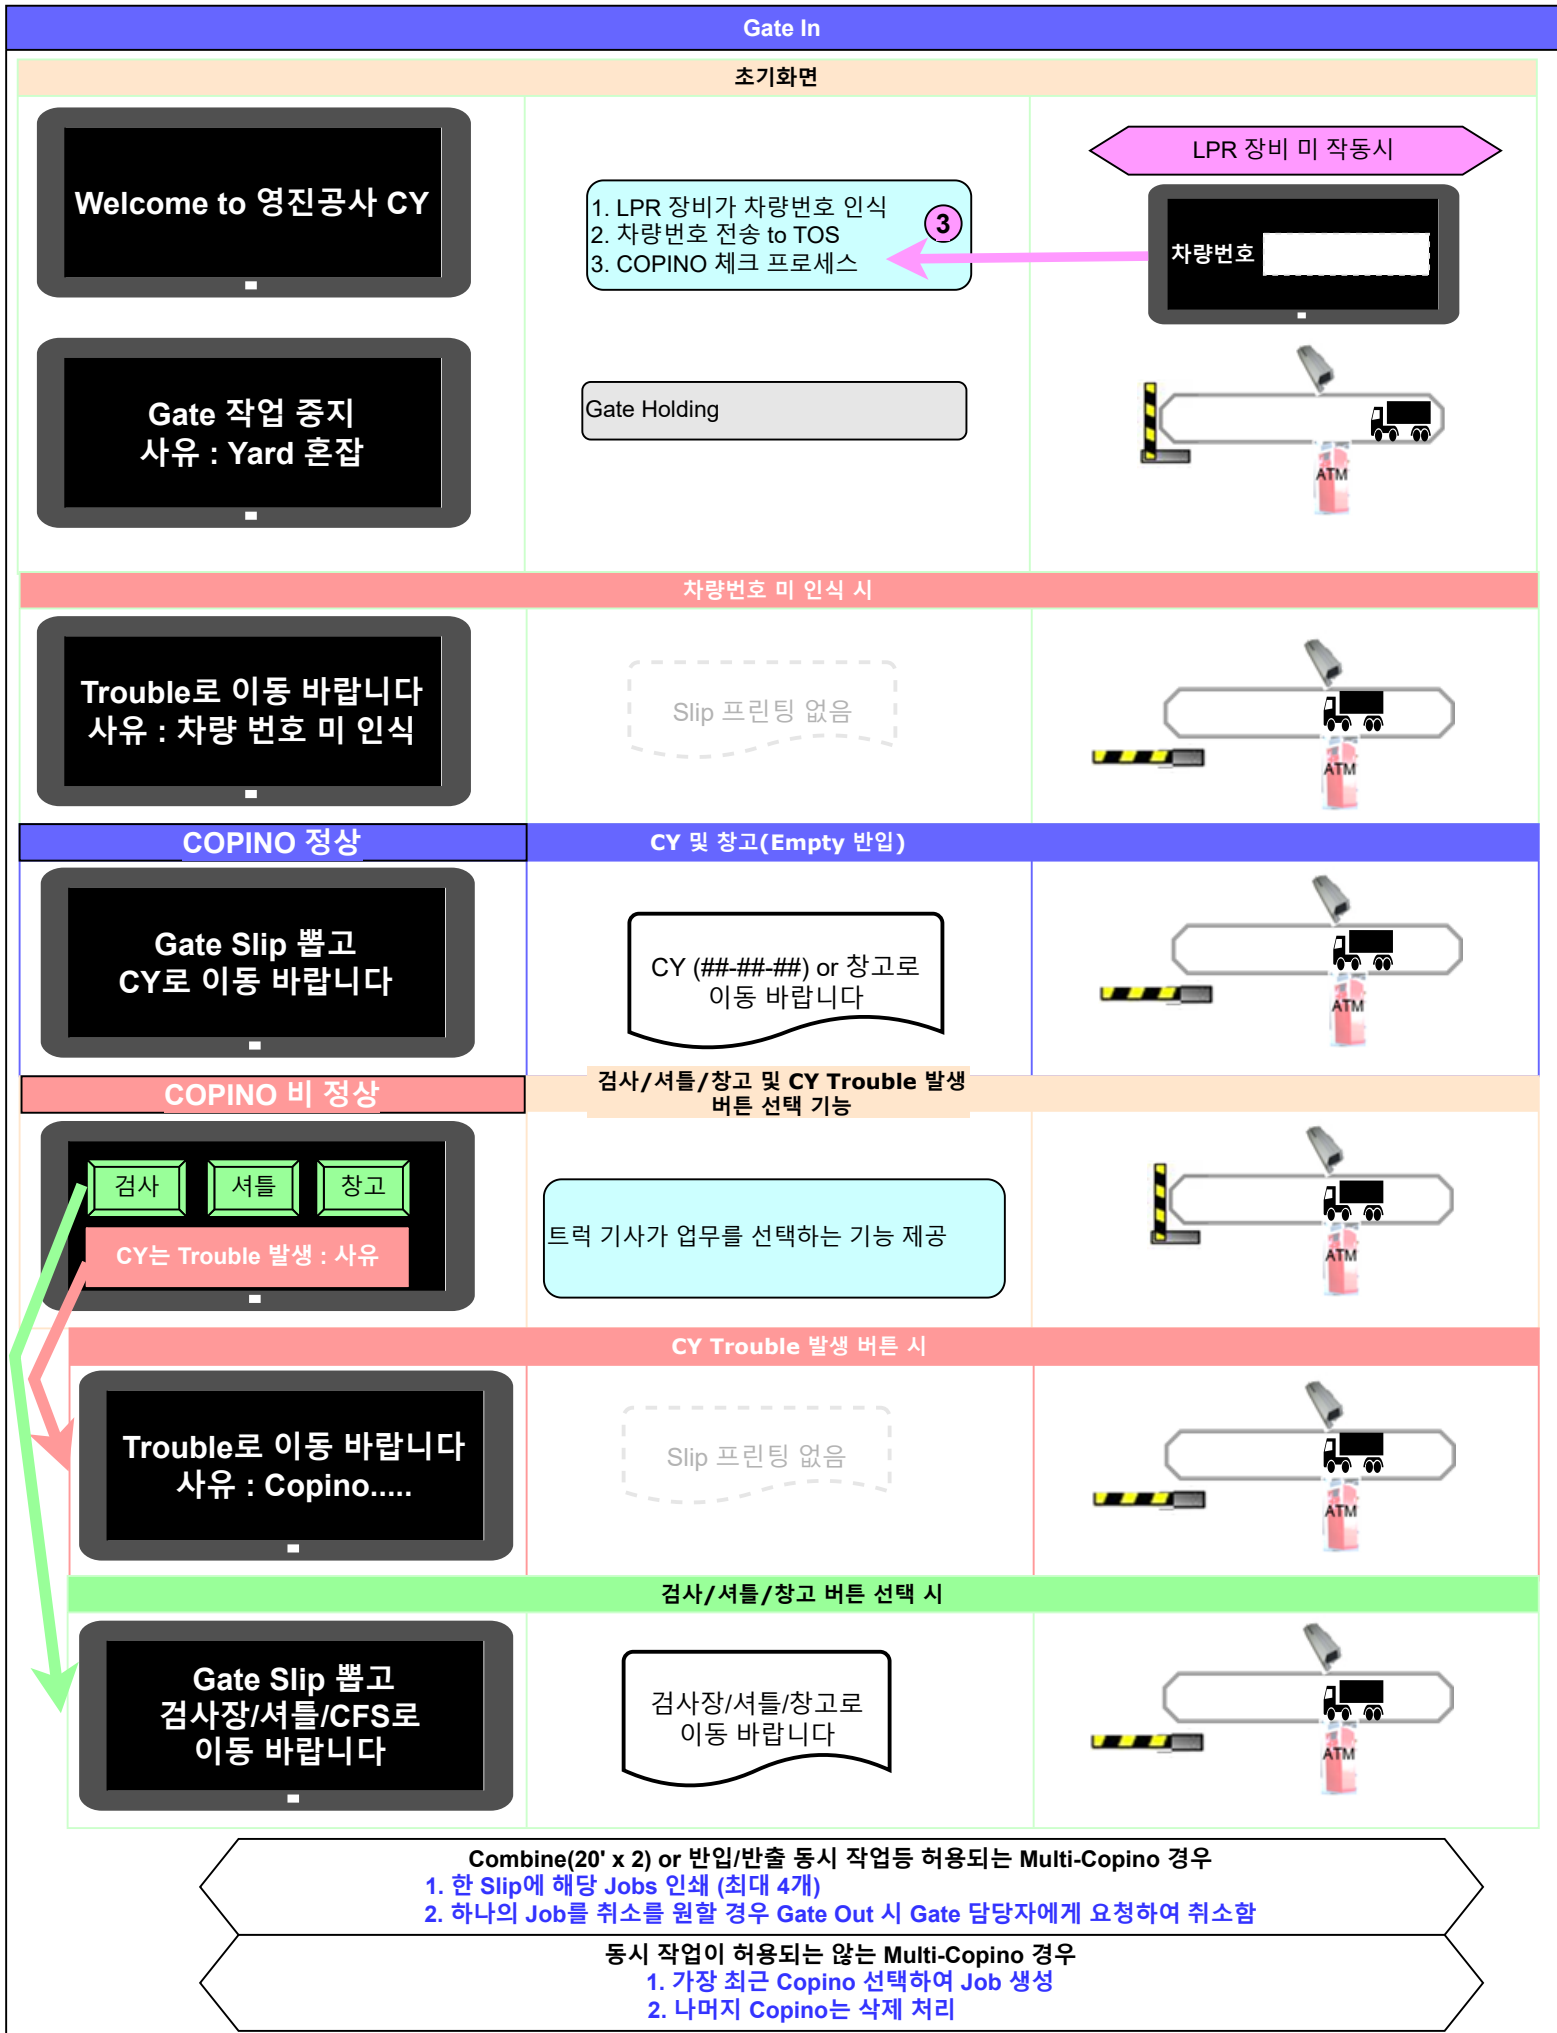 Gate In
초기화면
Welcome to 영진공사 CY
1. LPR 장비가 차량번호 인식
2. 차량번호 전송 to TOS
3. COPINO 체크 프로세스
3
LPR 장비 미 작동시
차량번호
Gate 작업 중지
사유 : Yard 혼잡
Gate Holding
ATM
차량번호 미 인식 시
Trouble로 이동 바랍니다
사유 : 차량 번호 미 인식
Slip 프린팅 없음
ATM
COPINO 정상
CY 및 창고(Empty 반입)
Gate Slip 뽑고
CY로 이동 바랍니다
CY (##-##-##) or 창고로
이동 바랍니다
ATM
COPINO 비 정상
검사/셔틀/창고 및 CY Trouble 발생
버튼 선택 기능
검사
셔틀
창고
CY는 Trouble 발생 : 사유
트럭 기사가 업무를 선택하는 기능 제공
ATM
CY Trouble 발생 버튼 시
Trouble로 이동 바랍니다
사유 : Copino.....
Slip 프린팅 없음
ATM
검사/셔틀/창고 버튼 선택 시
Gate Slip 뽑고
검사장/셔틀/CFS로
이동 바랍니다
검사장/셔틀/창고로
이동 바랍니다
ATM
Combine(20' x 2) or 반입/반출 동시 작업등 허용되는 Multi-Copino 경우
1. 한 Slip에 해당 Jobs 인쇄 (최대 4개)
2. 하나의 Job를 취소를 원할 경우 Gate Out 시 Gate 담당자에게 요청하여 취소함
동시 작업이 허용되는 않는 Multi-Copino 경우
1. 가장 최근 Copino 선택하여 Job 생성
2. 나머지 Copino는 삭제 처리